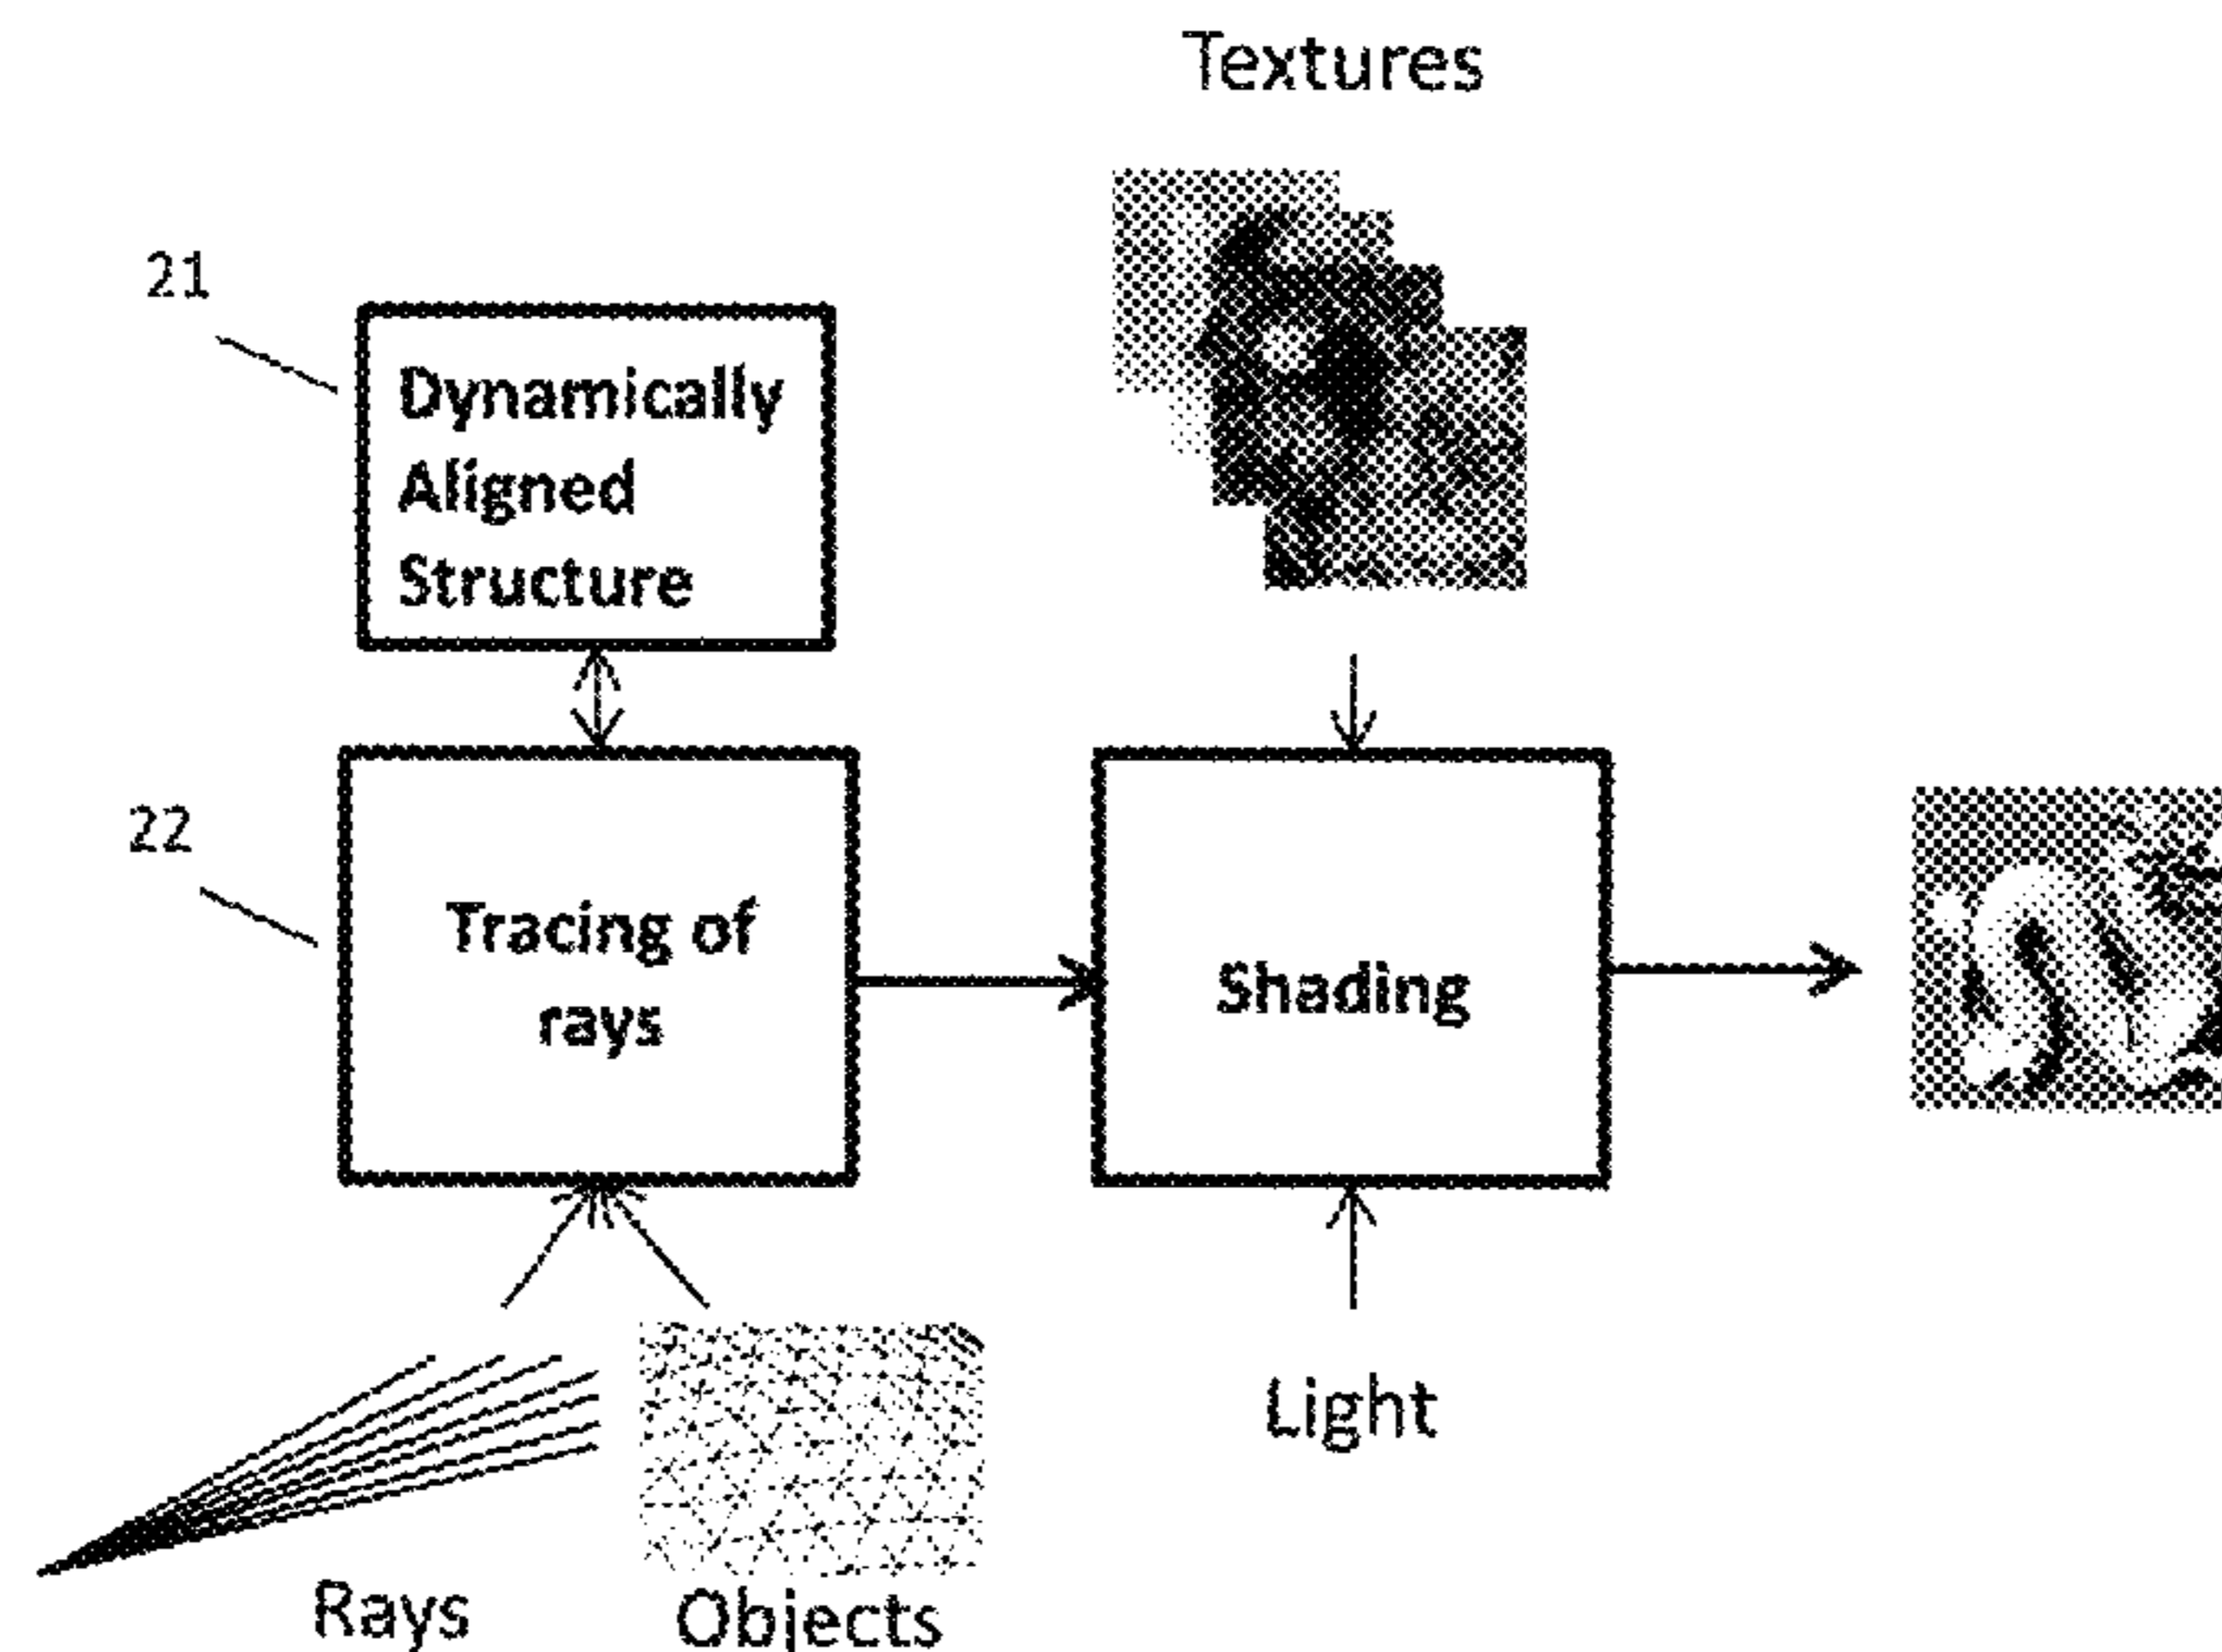 Textures
21
Dynamically
Aligned
Structure
22
Tracing of
rays
Shading
Light
Rays
Objects